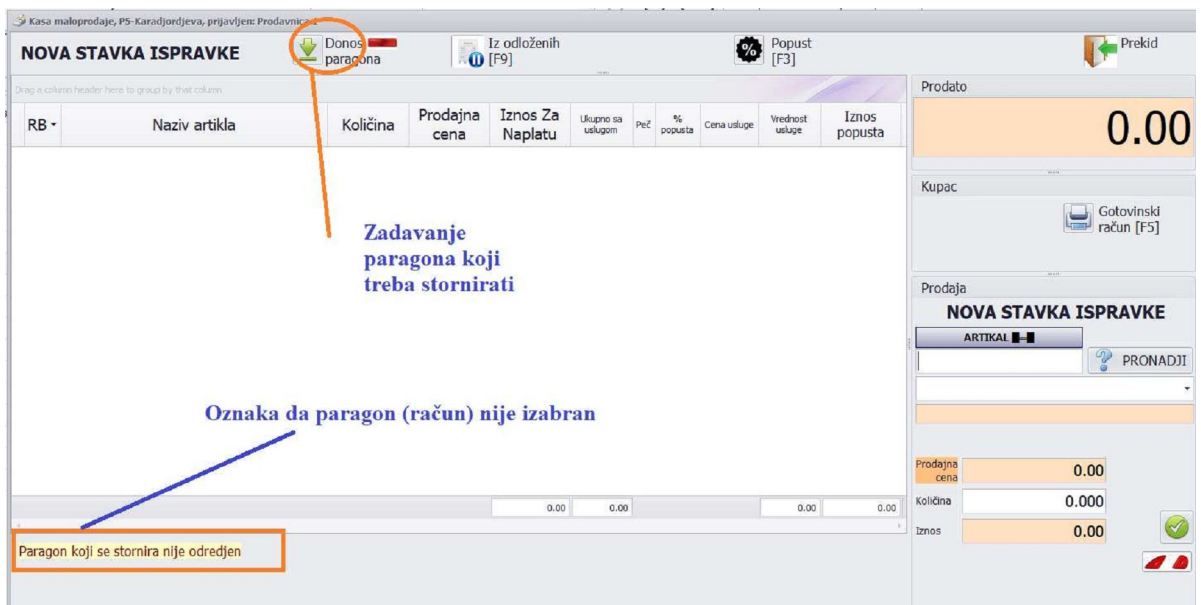 Kasa maloprodaje, P5-Karadjordjeva, prijavljen: Prodavnica 1
NOVA STAVKA ISPRAVKE
Donos
paragona
Iz odloženih
[F9]
Popust
[F3]
Prekid
Drag a column header here to group by that column
RB
Naziv artikla
Količina
Prodajna
cena
Iznos Za
Naplatu
Ukupno sa
uslugom
Peč
%
popusta
Cena usluge
Vrednost
usluge
Iznos
popusta
Zadavanje
paragona koji
treba stornirati
Oznaka da paragon (račun) nije izabran
0.00
0.00
0.00
0.00
Paragon koji se stornira nije odredjen
Prodato
0.00
Kupac
Gotovinski
račun [F5]
Prodaja
NOVA STAVKA ISPRAVKE
ARTIKAL
PRONADJI
Prodajna
cena
0.00
Količina
0.000
Iznos
0.00